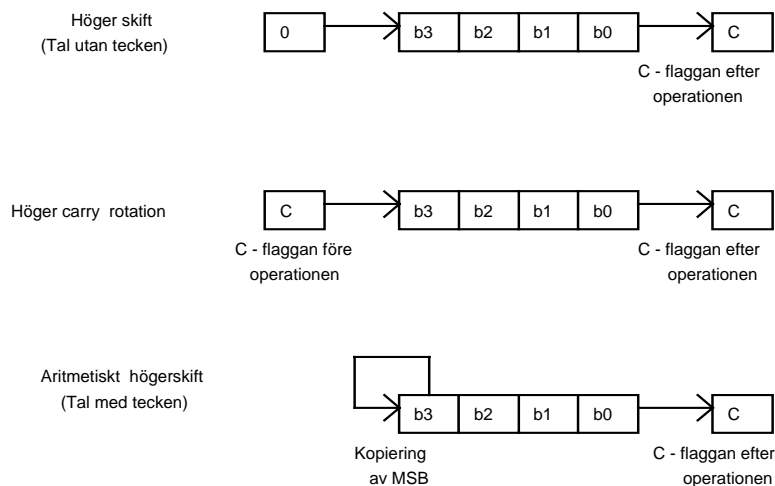 Höger skift
(Tal utan tecken)
0 b3 b2 b1 b0 C
C - flaggan efter
operationen
Höger carry rotation
C b3 b2 b1 b0 C
C - flaggan före
operationen
C - flaggan efter
operationen
Aritmetiskt högerskift
(Tal med tecken)
b3 b2 b1 b0 C
Kopiering
av MSB
C - flaggan efter
operationen